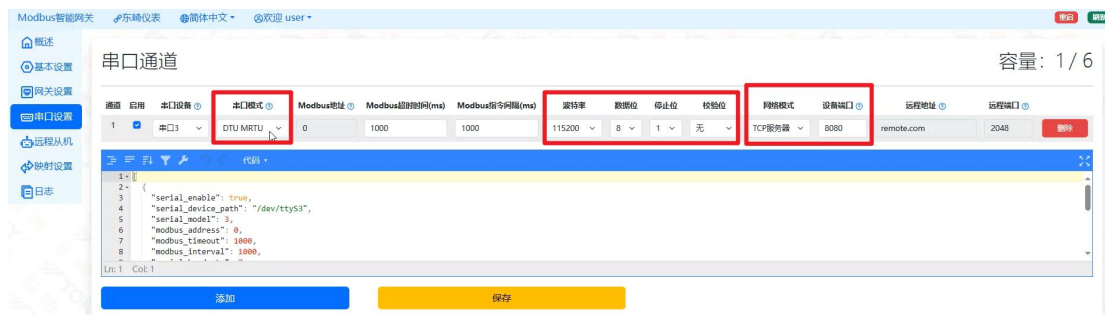 Modbus智能网关 东崎仪表 简体中文 欢迎 user 重启
概述
基本设置
网关设置
串口设置
远程从机
映射设置
日志
串口通道 容量：1 / 6
通道 启用 串口设备 串口模式 Modbus地址 Modbus超时时间(ms) Modbus指令间隔(ms) 波特率 数据位 停止位 校验位 网络模式 设备端口 远程地址 远程端口
1 串口3 DTU MRTU 0 1000 1000 115200 8 1 无 TCP服务器 8080 remote.com 2048 删除
代码
1 [
2 {
3 "serial_enable": true,
4 "serial_device_path": "/dev/ttyS3",
5 "serial_model": 3,
6 "modbus_address": 0,
7 "modbus_timeout": 1000,
8 "modbus_interval": 1000,
Ln: 1 Col: 1
添加 保存